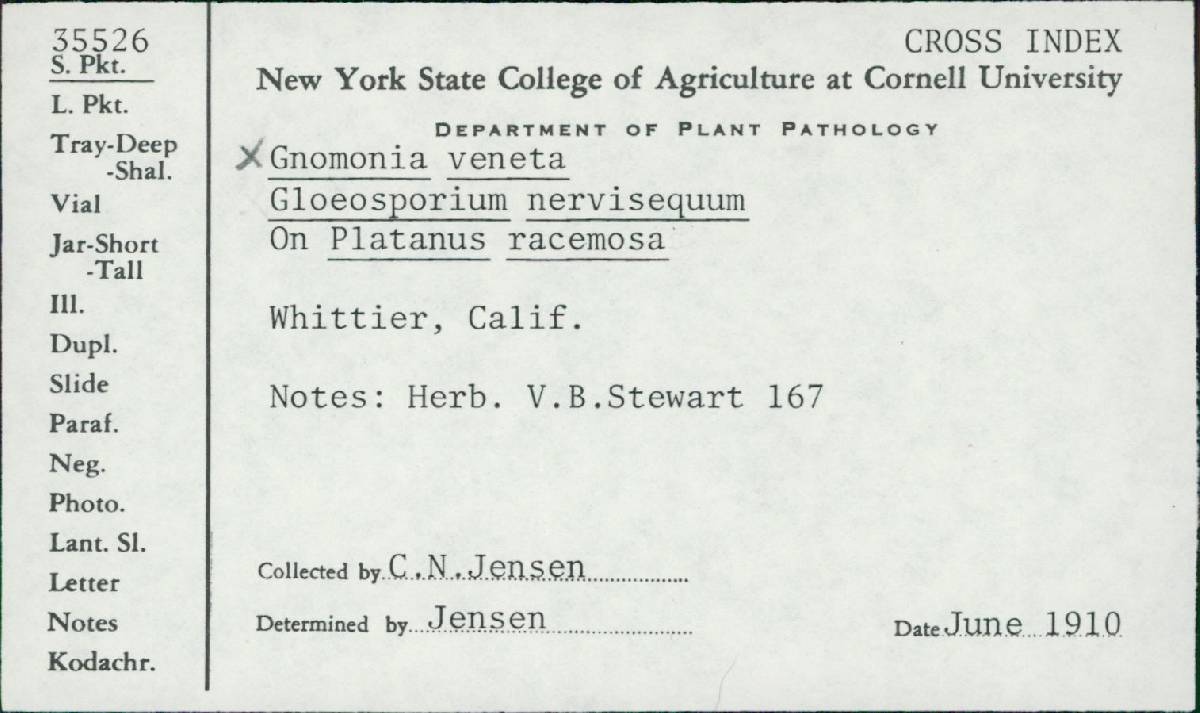 35526
S. Pkt.
L. Pkt.
Tray-Deep
-Shal.
Vial
Jar-Short
-Tall
Ill.
Dupl.
Slide
Paraf.
Neg.
Photo.
Lant. Sl.
Letter
Notes
Kodachr.
CROSS INDEX
New York State College of Agriculture at Cornell University
DEPARTMENT OF PLANT PATHOLOGY
X Gnomonia veneta
Gloeosporium nervisequum
On Platanus racemosa
Whittier, Calif.
Notes: Herb. V.B.Stewart 167
Collected by C.N.Jensen
Determined by Jensen
Date June 1910